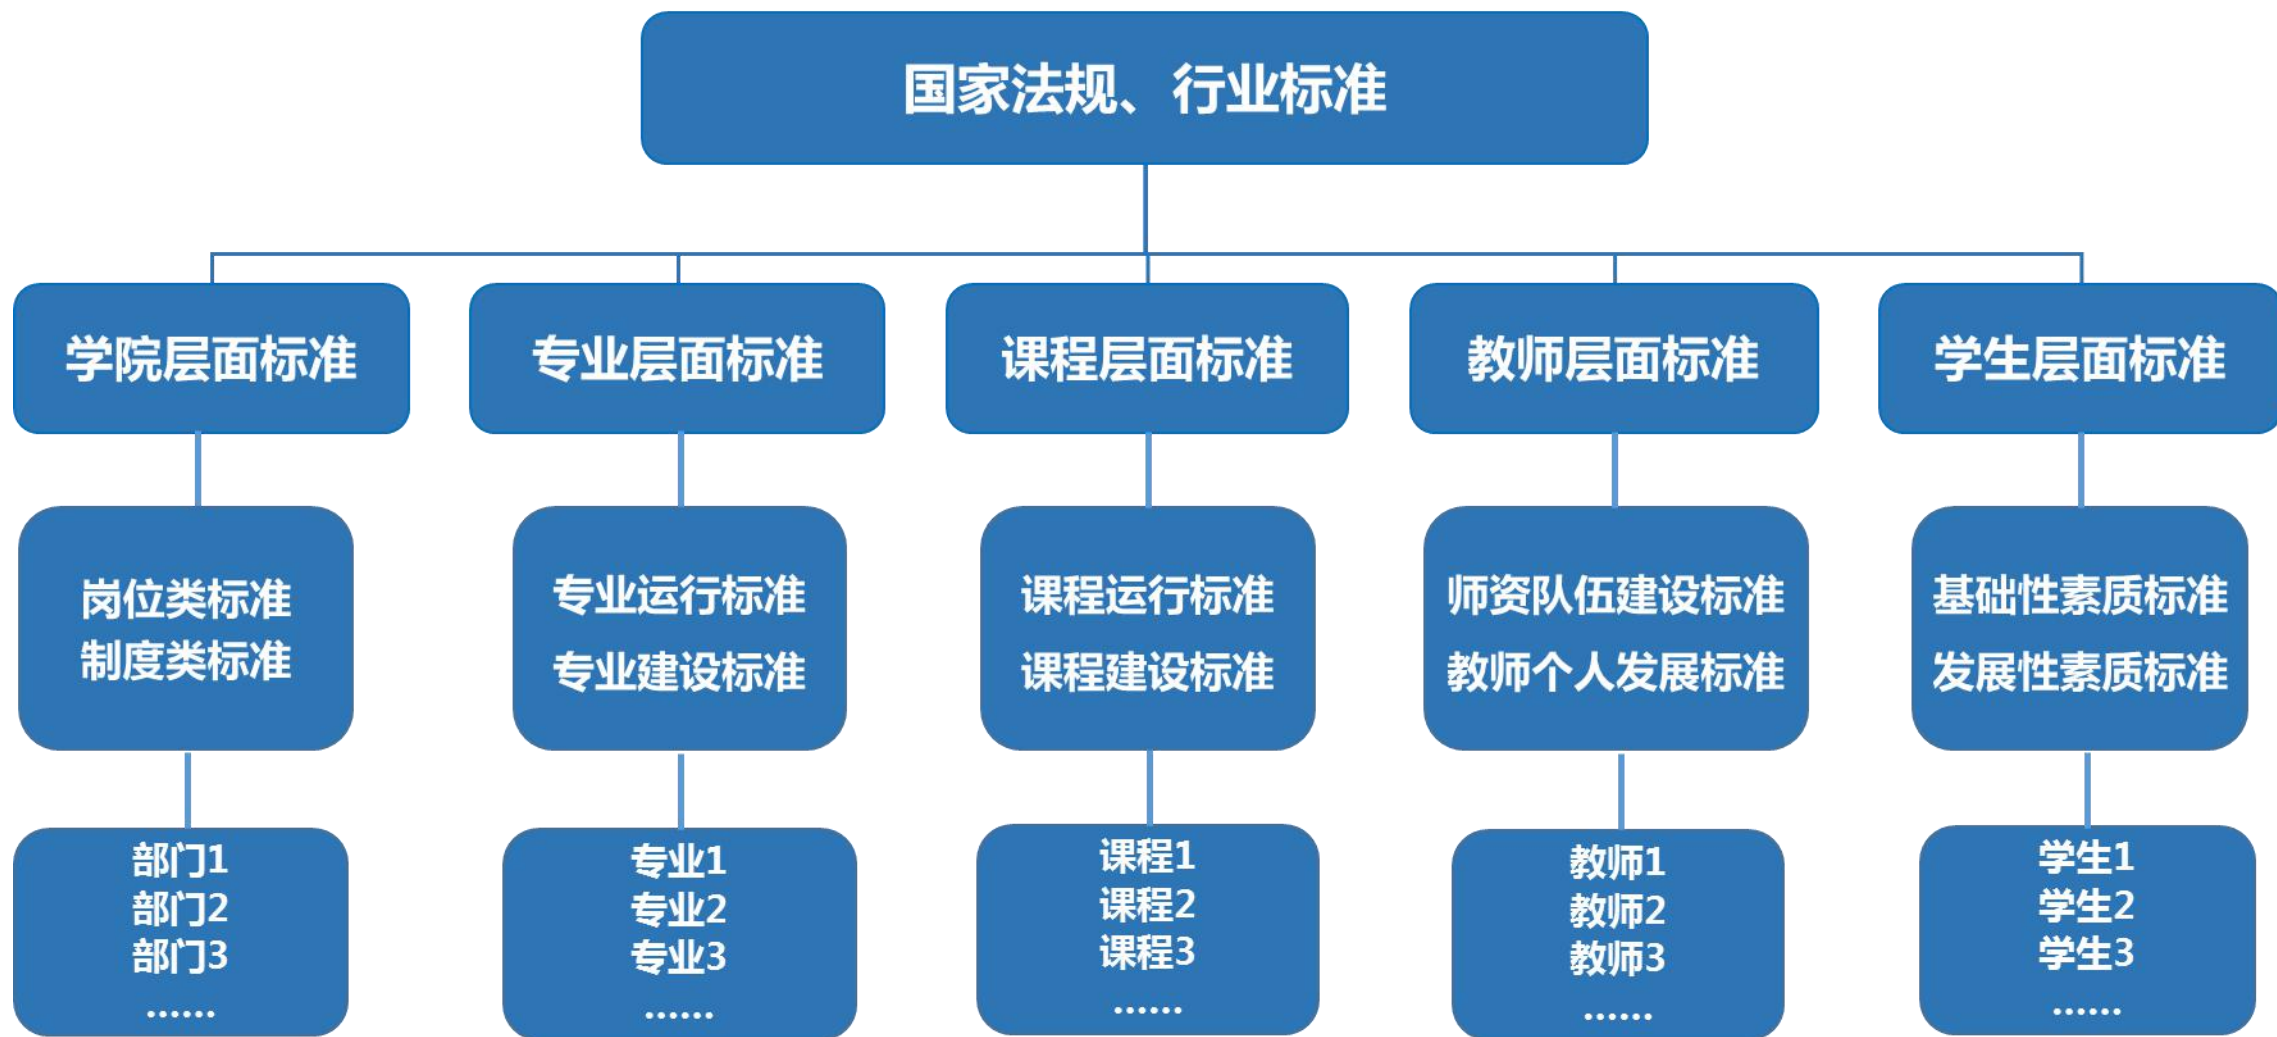 国家法规、行业标准
学院层面标准
专业层面标准
课程层面标准
教师层面标准
学生层面标准
岗位类标准
制度类标准
专业运行标准
专业建设标准
课程运行标准
课程建设标准
师资队伍建设标准
教师个人发展标准
基础性素质标准
发展性素质标准
部门1
部门2
部门3
......
专业1
专业2
专业3
......
课程1
课程2
课程3
......
教师1
教师2
教师3
......
学生1
学生2
学生3
......